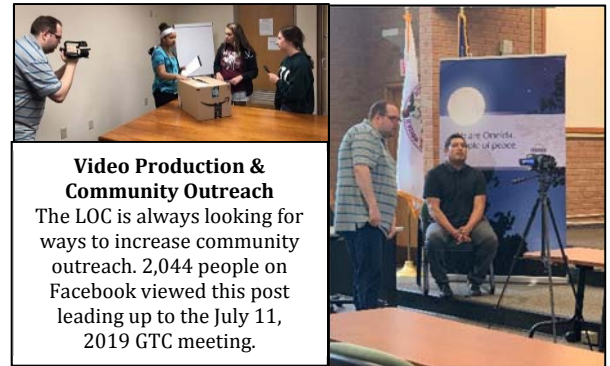 Video Production &
Community Outreach
The LOC is always looking for
ways to increase community
outreach. 2,044 people on
Facebook viewed this post
leading up to the July 11,
2019 GTC meeting.
We are Oneida.
people of peace.